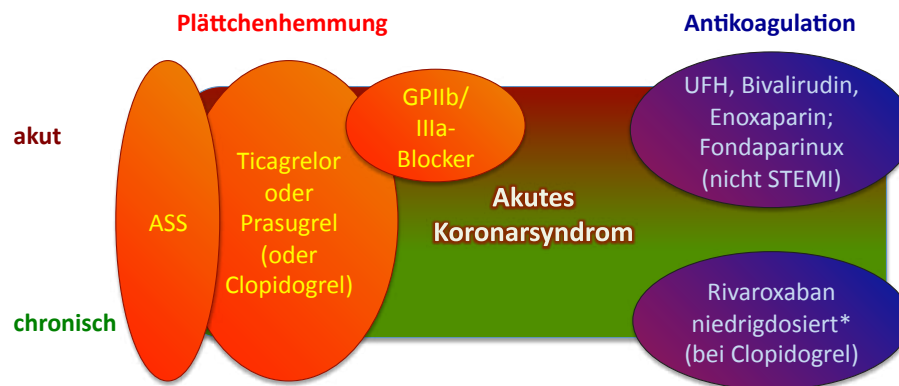 Plättchenhemmung
Antikoagulation
akut
chronisch
ASS
Ticagrelor
oder
Prasugrel
(oder
Clopidogrel)
GPIIb/
IIIa-
Blocker
Akutes
Koronarsyndrom
UFH, Bivalirudin,
Enoxaparin;
Fondaparinux
(nicht STEMI)
Rivaroxaban
niedrigdosiert*
(bei Clopidogrel)